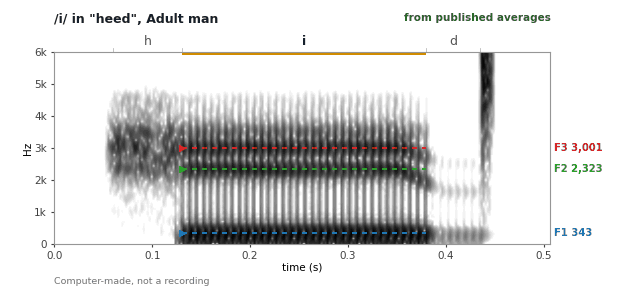 /i/ in "heed", Adult man
from published averages
h i d
6k
5k
4k
3k
2k
1k
0
Hz
F3 3,001
F2 2,323
F1 343
0.0 0.1 0.2 0.3 0.4 0.5
time (s)
Computer-made, not a recording